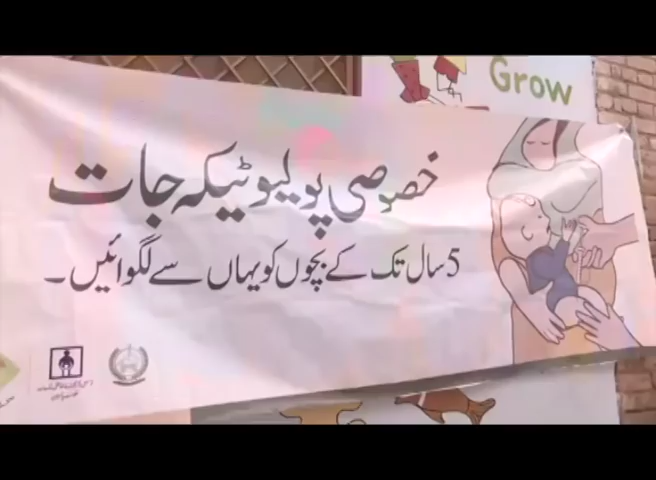 Grow
خصوصی پولیو ٹیکہ جات
5 سال تک کے بچوں کو یہاں سے لگوائیں۔